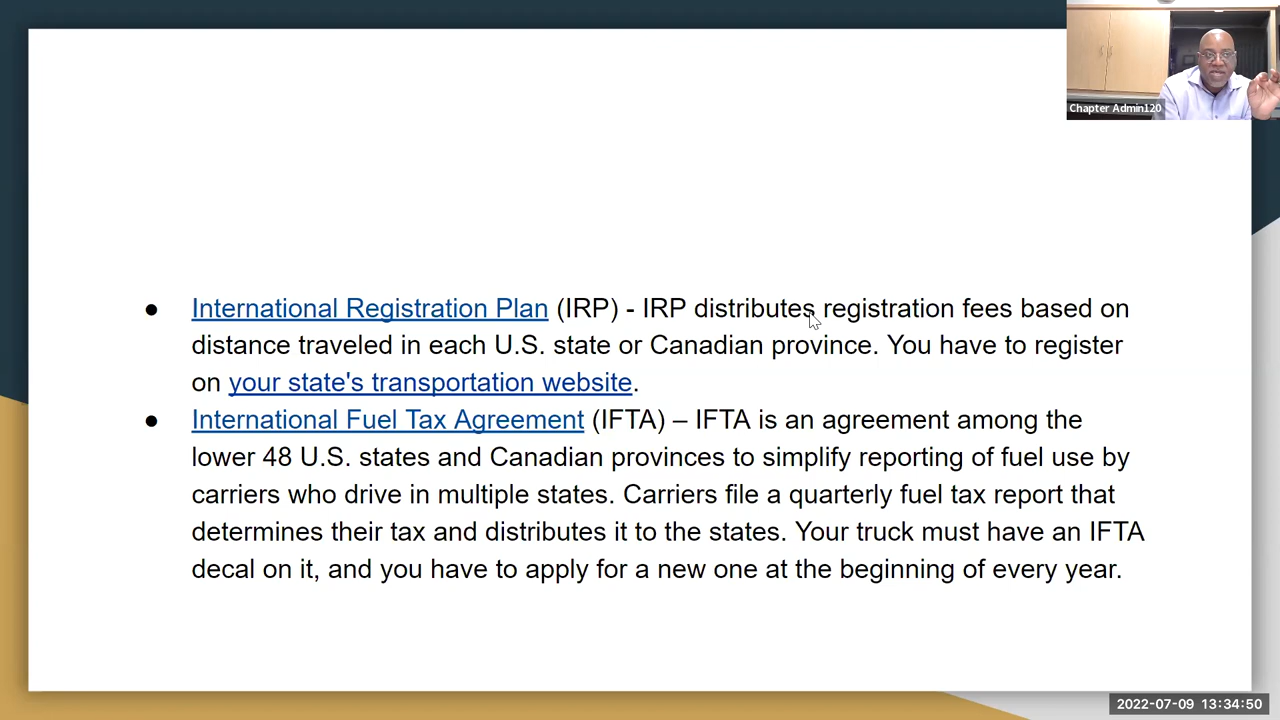 Chapter Admin120
● International Registration Plan (IRP) - IRP distributes registration fees based on
distance traveled in each U.S. state or Canadian province. You have to register
on your state's transportation website.
● International Fuel Tax Agreement (IFTA) – IFTA is an agreement among the
lower 48 U.S. states and Canadian provinces to simplify reporting of fuel use by
carriers who drive in multiple states. Carriers file a quarterly fuel tax report that
determines their tax and distributes it to the states. Your truck must have an IFTA
decal on it, and you have to apply for a new one at the beginning of every year.
2022-07-09 13:34:50